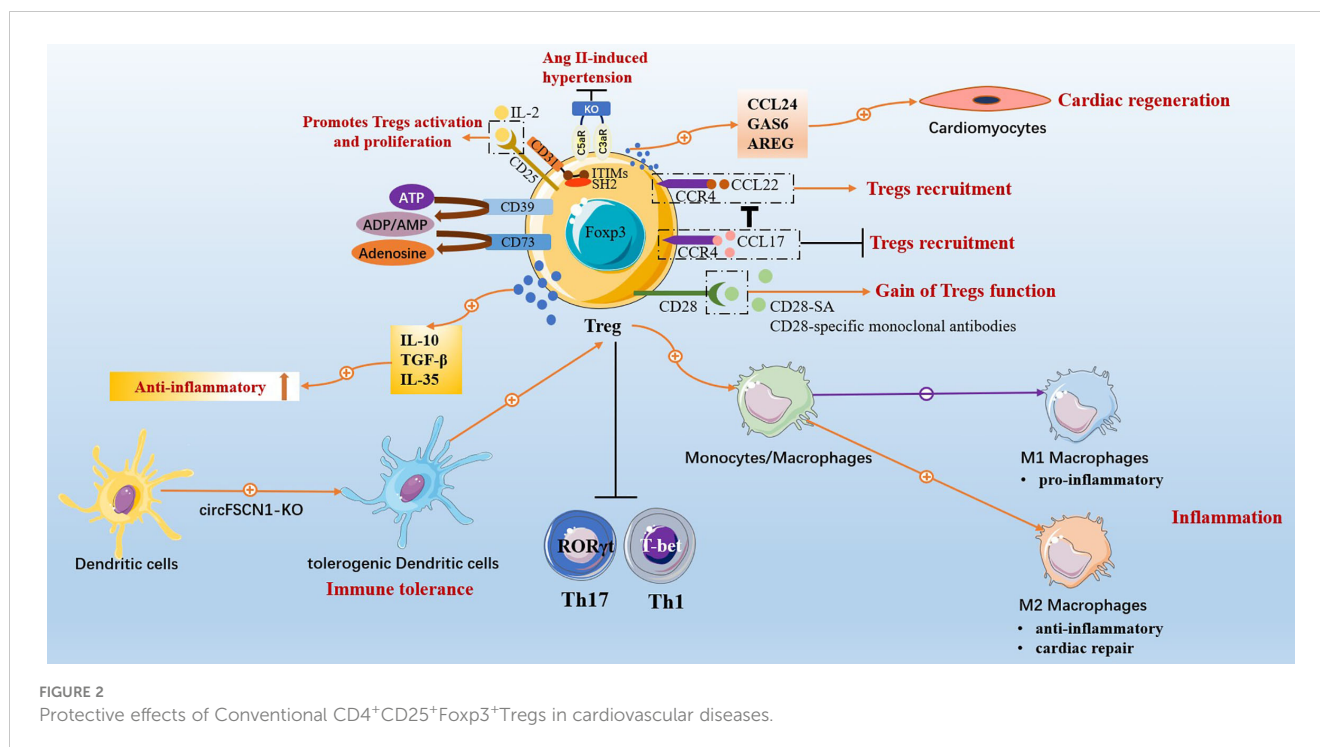 Ang II-induced
hypertension
KO
C5aR
C3aR
IL-2
Promotes Tregs activation
and proliferation
CD31
CD25
ITIMs
SH2
CCL24
GAS6
AREG
Cardiomyocytes
Cardiac regeneration
ATP
ADP/AMP
Adenosine
CD39
CD73
Foxp3
CCL22
CCR4
Tregs recruitment
CCL17
CCR4
Tregs recruitment
CD28
CD28-SA
CD28-specific monoclonal antibodies
Gain of Tregs function
Treg
IL-10
TGF-β
IL-35
Anti-inflammatory
Dendritic cells
circFSCN1-KO
tolerogenic Dendritic cells
Immune tolerance
RORγt
T-bet
Th17
Th1
Monocytes/Macrophages
M1 Macrophages
• pro-inflammatory
Inflammation
M2 Macrophages
• anti-inflammatory
• cardiac repair
FIGURE 2
Protective effects of Conventional CD4⁺CD25⁺Foxp3⁺Tregs in cardiovascular diseases.